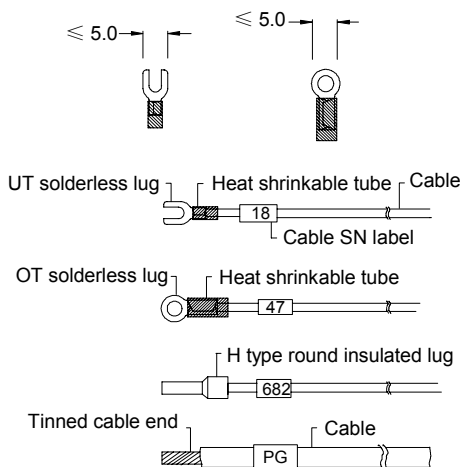 ≤ 5.0
≤ 5.0
UT solderless lug
Heat shrinkable tube
Cable
18
Cable SN label
OT solderless lug
Heat shrinkable tube
47
H type round insulated lug
682
Tinned cable end
Cable
PG